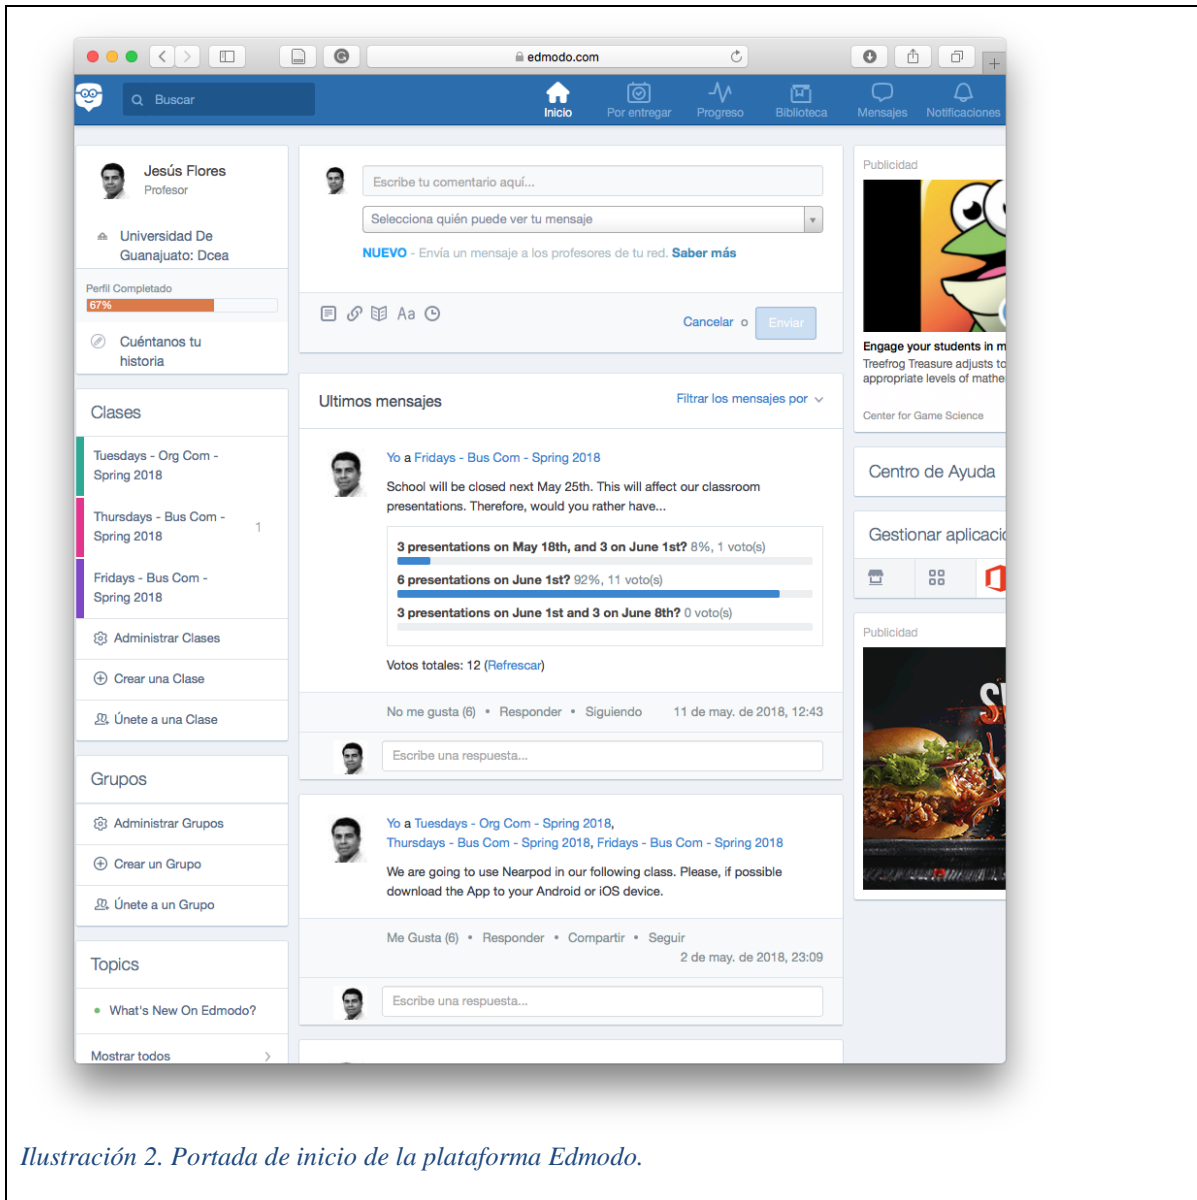 edmodo.com
Buscar
Inicio
Por entregar
Progreso
Biblioteca
Mensajes
Notificaciones
Jesús Flores
Profesor
Universidad De
Guanajuato: Dcea
Perfil Completado
67%
Cuéntanos tu
historia
Clases
Tuesdays - Org Com -
Spring 2018
Thursdays - Bus Com -
Spring 2018
1
Fridays - Bus Com -
Spring 2018
Administrar Clases
Crear una Clase
Únete a una Clase
Grupos
Administrar Grupos
Crear un Grupo
Únete a un Grupo
Topics
What's New On Edmodo?
Mostrar todos
Escribe tu comentario aquí...
Selecciona quién puede ver tu mensaje
NUEVO - Envía un mensaje a los profesores de tu red. Saber más
Aa
Cancelar o Enviar
Ultimos mensajes
Filtrar los mensajes por
Yo a Fridays - Bus Com - Spring 2018
School will be closed next May 25th. This will affect our classroom
presentations. Therefore, would you rather have...
3 presentations on May 18th, and 3 on June 1st? 8%, 1 voto(s)
6 presentations on June 1st? 92%, 11 voto(s)
3 presentations on June 1st and 3 on June 8th? 0 voto(s)
Votos totales: 12 (Refrescar)
No me gusta (6) • Responder • Siguiendo 11 de may. de 2018, 12:43
Escribe una respuesta...
Yo a Tuesdays - Org Com - Spring 2018,
Thursdays - Bus Com - Spring 2018, Fridays - Bus Com - Spring 2018
We are going to use Nearpod in our following class. Please, if possible
download the App to your Android or iOS device.
Me Gusta (6) • Responder • Compartir • Seguir
2 de may. de 2018, 23:09
Escribe una respuesta...
Publicidad
Engage your students in m
Treefrog Treasure adjusts to
appropriate levels of mathe
Center for Game Science
Centro de Ayuda
Gestionar aplicacio
Publicidad
Ilustración 2. Portada de inicio de la plataforma Edmodo.